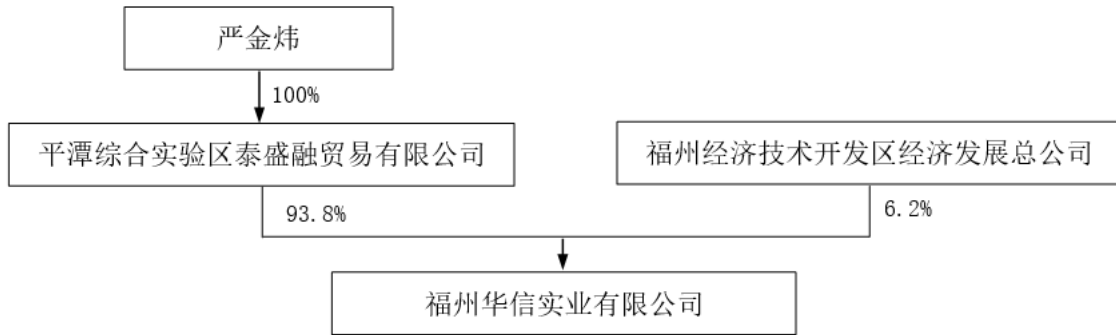 严金炜
100%
平潭综合实验区泰盛融贸易有限公司
福州经济技术开发区经济发展总公司
93.8%
6.2%
福州华信实业有限公司